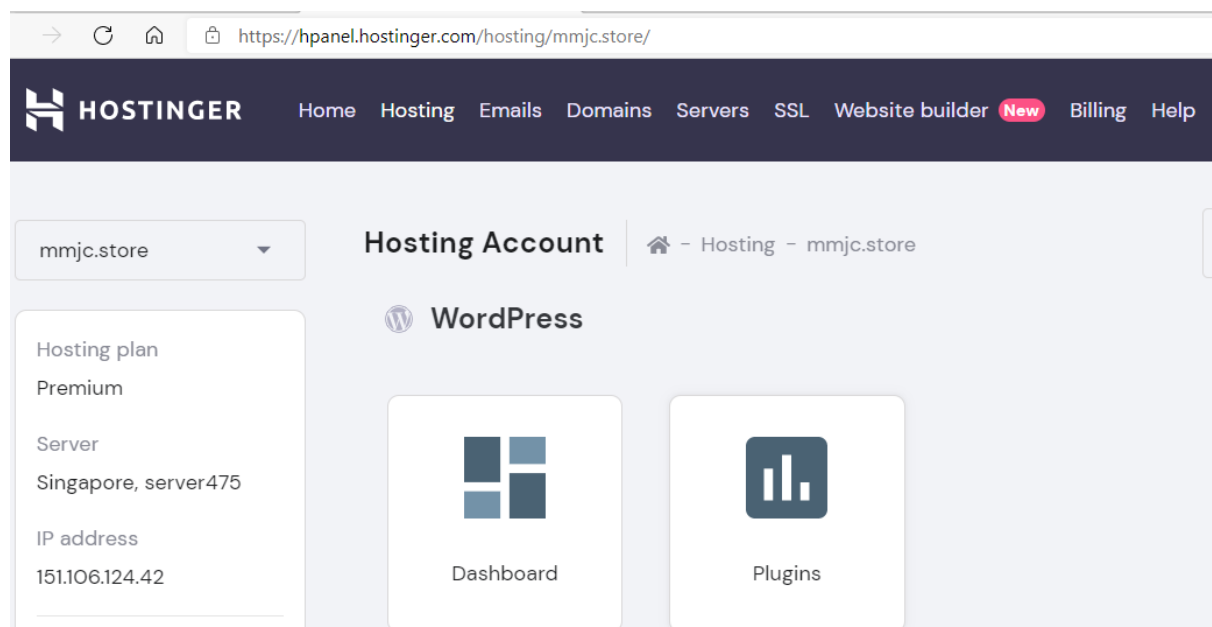 https://hpanel.hostinger.com/hosting/mmjc.store/
HOSTINGER Home Hosting Emails Domains Servers SSL Website builder New Billing Help
mmjc.store
Hosting Account - Hosting - mmjc.store
WordPress
Hosting plan
Premium
Server
Singapore, server475
IP address
151.106.124.42
Dashboard
Plugins